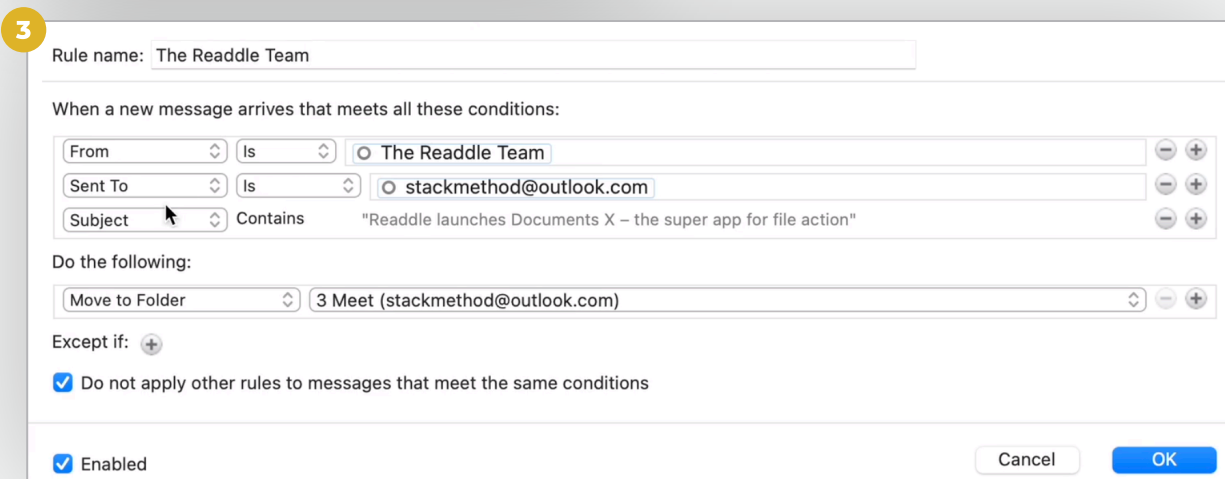 3
Rule name: The Readdle Team
When a new message arrives that meets all these conditions:
From Is The Readdle Team
Sent To Is stackmethod@outlook.com
Subject Contains "Readdle launches Documents X – the super app for file action"
Do the following:
Move to Folder 3 Meet (stackmethod@outlook.com)
Except if:
Do not apply other rules to messages that meet the same conditions
Enabled Cancel OK